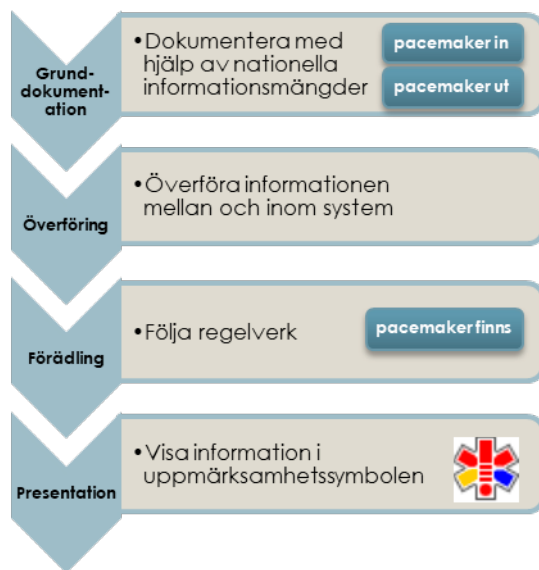 Grund-
dokument-
ation
•Dokumentera med
hjälp av nationella
informationsmängder
pacemaker in
pacemaker ut
Överföring
•Överföra informationen
mellan och inom system
Förädling
•Följa regelverk
pacemaker finns
Presentation
•Visa information i
uppmärksamhetssymbolen